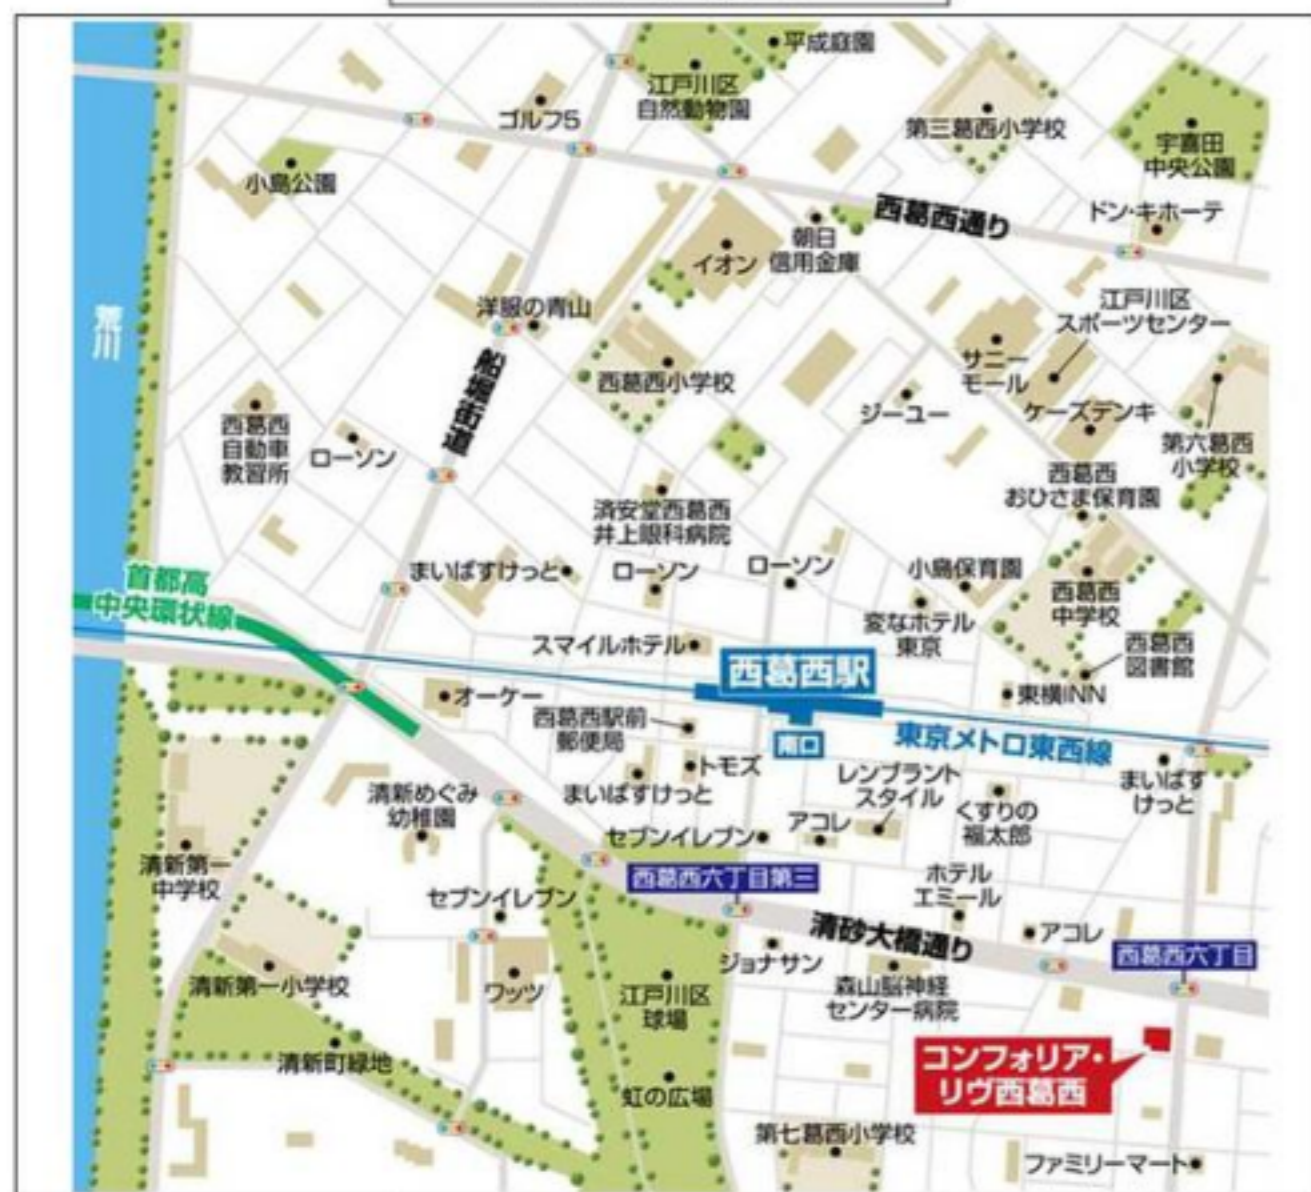 平成庭園
江戸川区
自然動物園
ゴルフ5
第三葛西小学校
宇喜田
中央公園
小島公園
西葛西通り
ドン・キホーテ
朝日
信用金庫
イオン
荒川
洋服の青山
江戸川区
スポーツセンター
サニー
モール
船堀街道
西葛西小学校
ジーユー
ケーズデンキ
西葛西
自動車
教習所
ローソン
第六葛西
小学校
西葛西
おひさま保育園
済安堂西葛西
井上眼科病院
まいばすけっと
ローソン
ローソン
小島保育園
西葛西
中学校
首都高
中央環状線
変なホテル
東京
スマイルホテル
西葛西駅
西葛西
図書館
東横INN
オーケー
西葛西駅前
郵便局
南口
東京メトロ東西線
トモズ
まいばすけっと
レンブラント
スタイル
まいばす
けっと
清新めぐみ
幼稚園
くすりの
福太郎
アコレ
セブンイレブン
清新第一
中学校
西葛西六丁目第三
ホテル
エミール
セブンイレブン
清砂大橋通り
アコレ
西葛西六丁目
ジョナサン
清新第一小学校
ワッツ
江戸川区
球場
森山脳神経
センター病院
清新町緑地
コンフォリア・
リヴ西葛西
虹の広場
第七葛西小学校
ファミリーマート